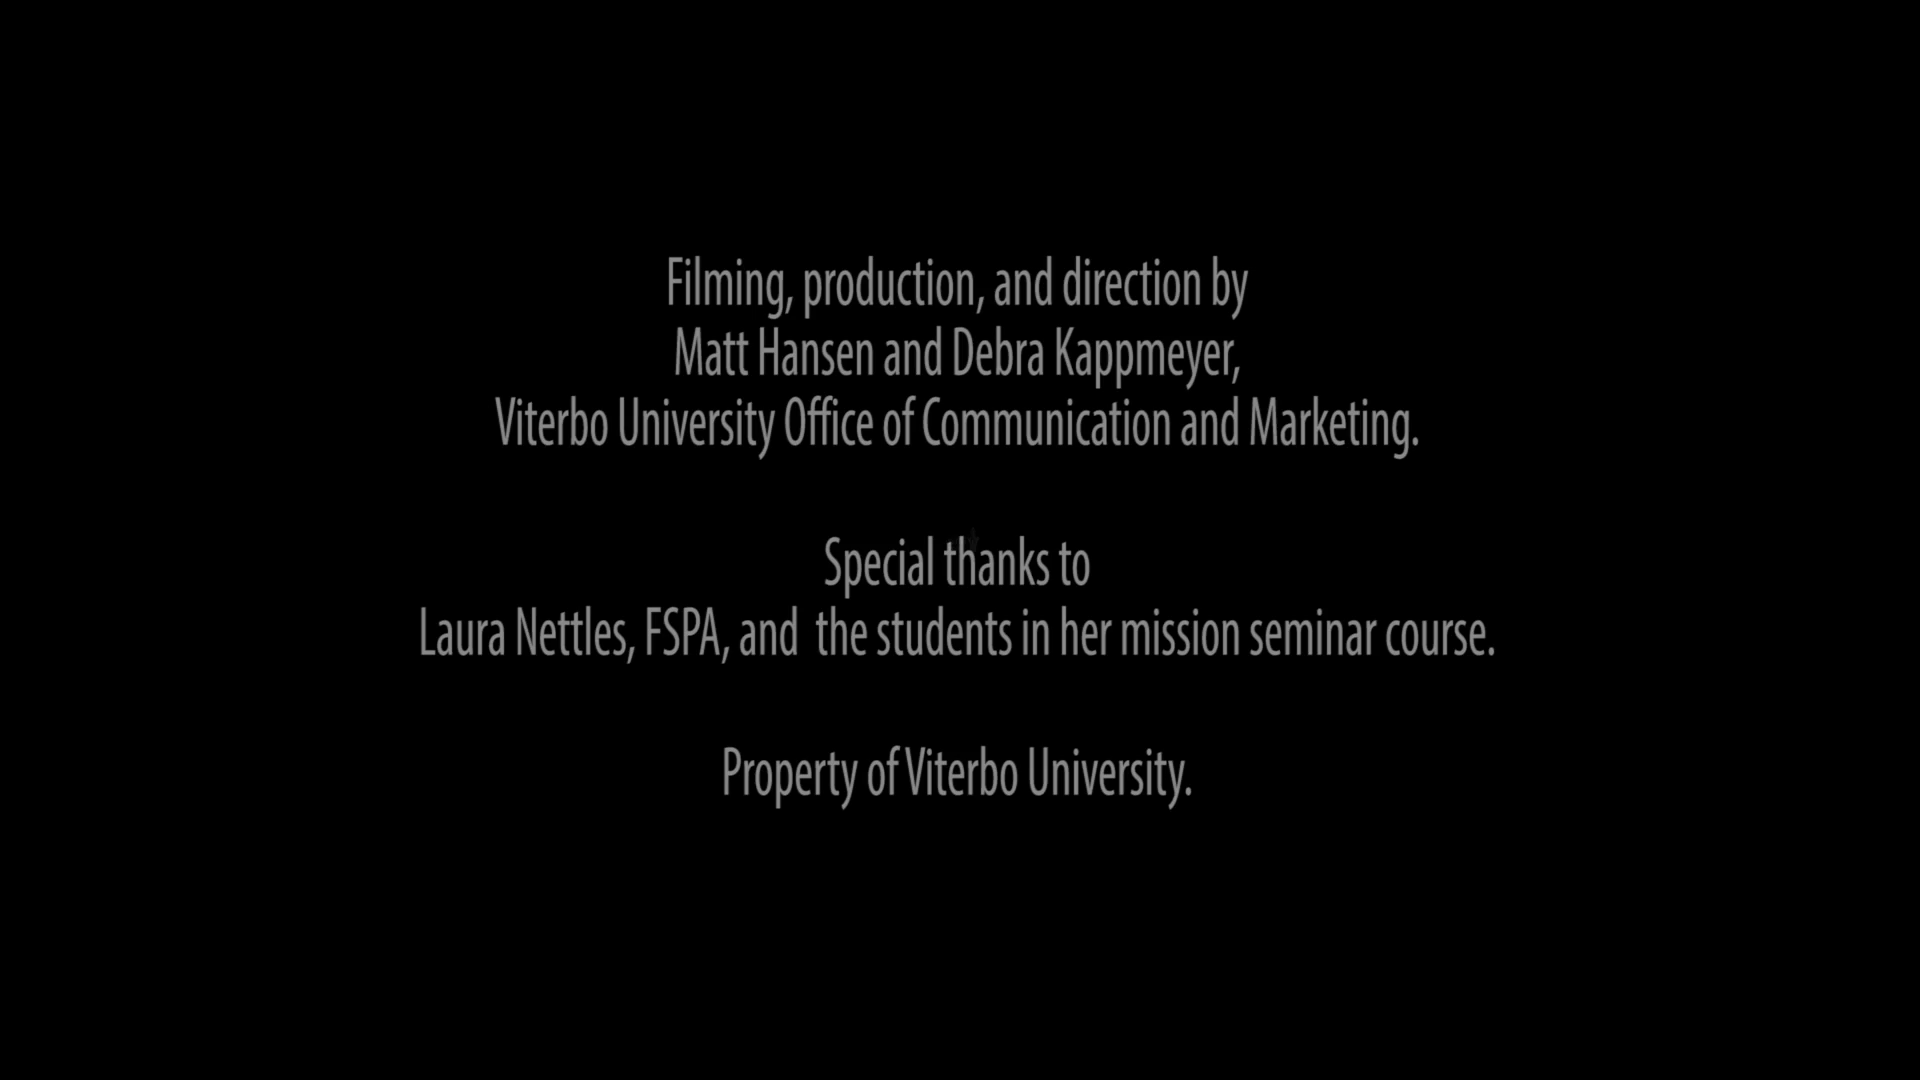 Filming, production, and direction by
Matt Hansen and Debra Kappmeyer,
Viterbo University Office of Communication and Marketing.
Special thanks to
Laura Nettles, FSPA, and  the students in her mission seminar course.
Property of Viterbo University.